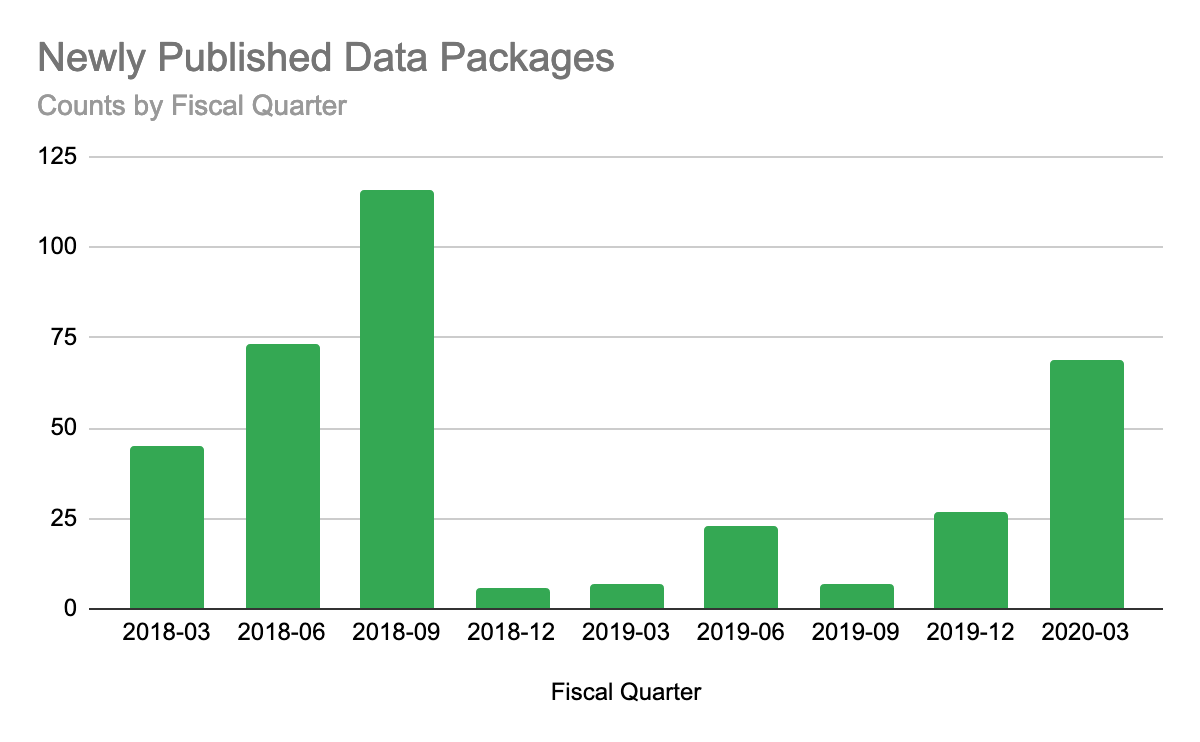 Newly Published Data Packages
Counts by Fiscal Quarter
125
100
75
50
25
0
2018-03 2018-06 2018-09 2018-12 2019-03 2019-06 2019-09 2019-12 2020-03
Fiscal Quarter